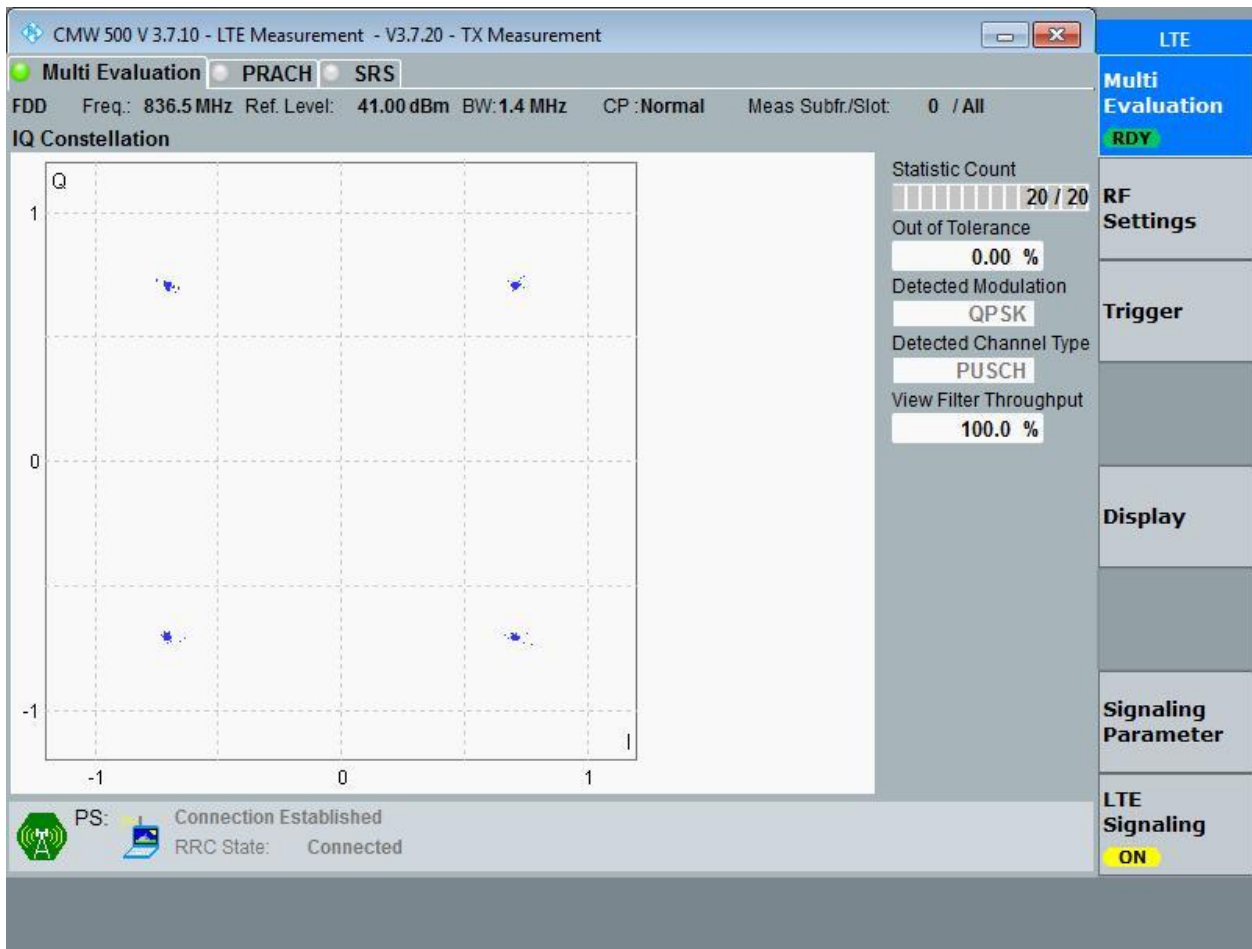 CMW 500 V 3.7.10 - LTE Measurement - V3.7.20 - TX Measurement
LTE
Multi Evaluation PRACH SRS
FDD Freq.: 836.5 MHz Ref. Level: 41.00 dBm BW:1.4 MHz CP :Normal Meas Subfr./Slot: 0 / All
IQ Constellation
Q
1
0
-1
I
-1 0 1
Statistic Count
20 / 20
Out of Tolerance
0.00 %
Detected Modulation
QPSK
Detected Channel Type
PUSCH
View Filter Throughput
100.0 %
Multi
Evaluation
RDY
RF
Settings
Trigger
Display
Signaling
Parameter
LTE
Signaling
ON
PS: Connection Established
RRC State: Connected